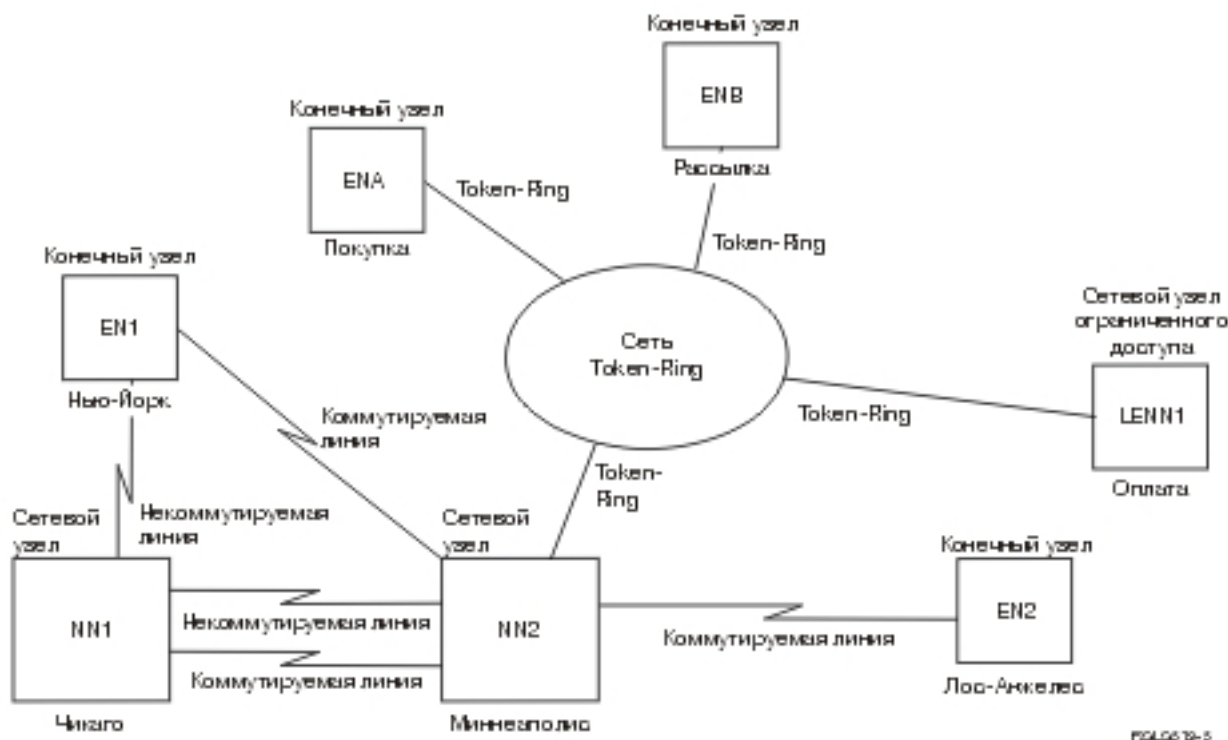 Конечный узел
ENB
Рассылка
Конечный узел
ENA
Покупка
Token-Ring
Token-Ring
Конечный узел
EN1
Нью-Йорк
Сеть
Token-Ring
Сетевой узел
ограниченного
доступа
LENN1
Оплата
Token-Ring
Коммутируемая
линия
Token-
Ring
Некоммутируемая
линия
Сетевой
узел
NN1
Чикаго
Сетевой
узел
NN2
Миннеаполис
Некоммутируемая линия
Коммутируемая линия
Конечный узел
EN2
Лос-Анжелес
Коммутируемая линия